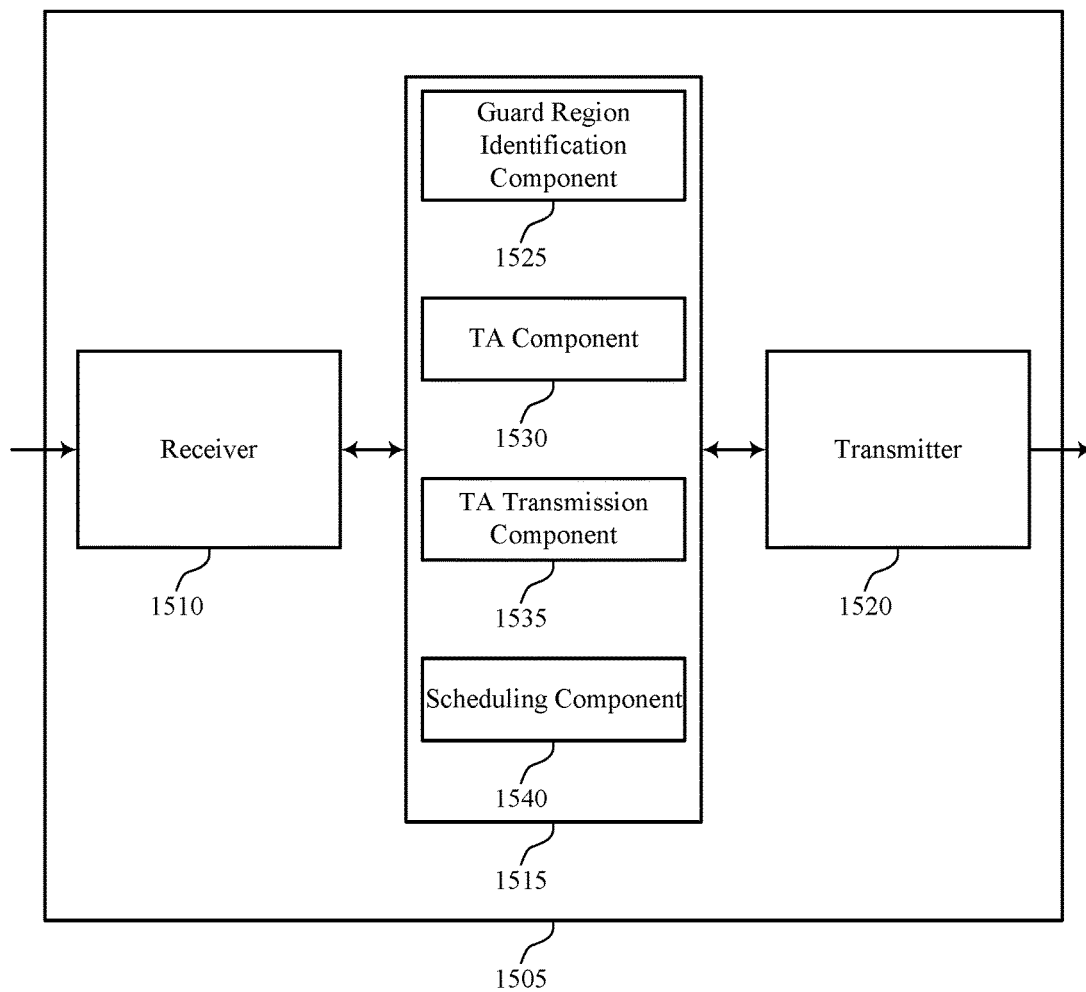 Guard Region
Identification
Component
1525
TA Component
1530
Receiver
1510
Transmitter
1520
TA Transmission
Component
1535
Scheduling Component
1540
1515
1505